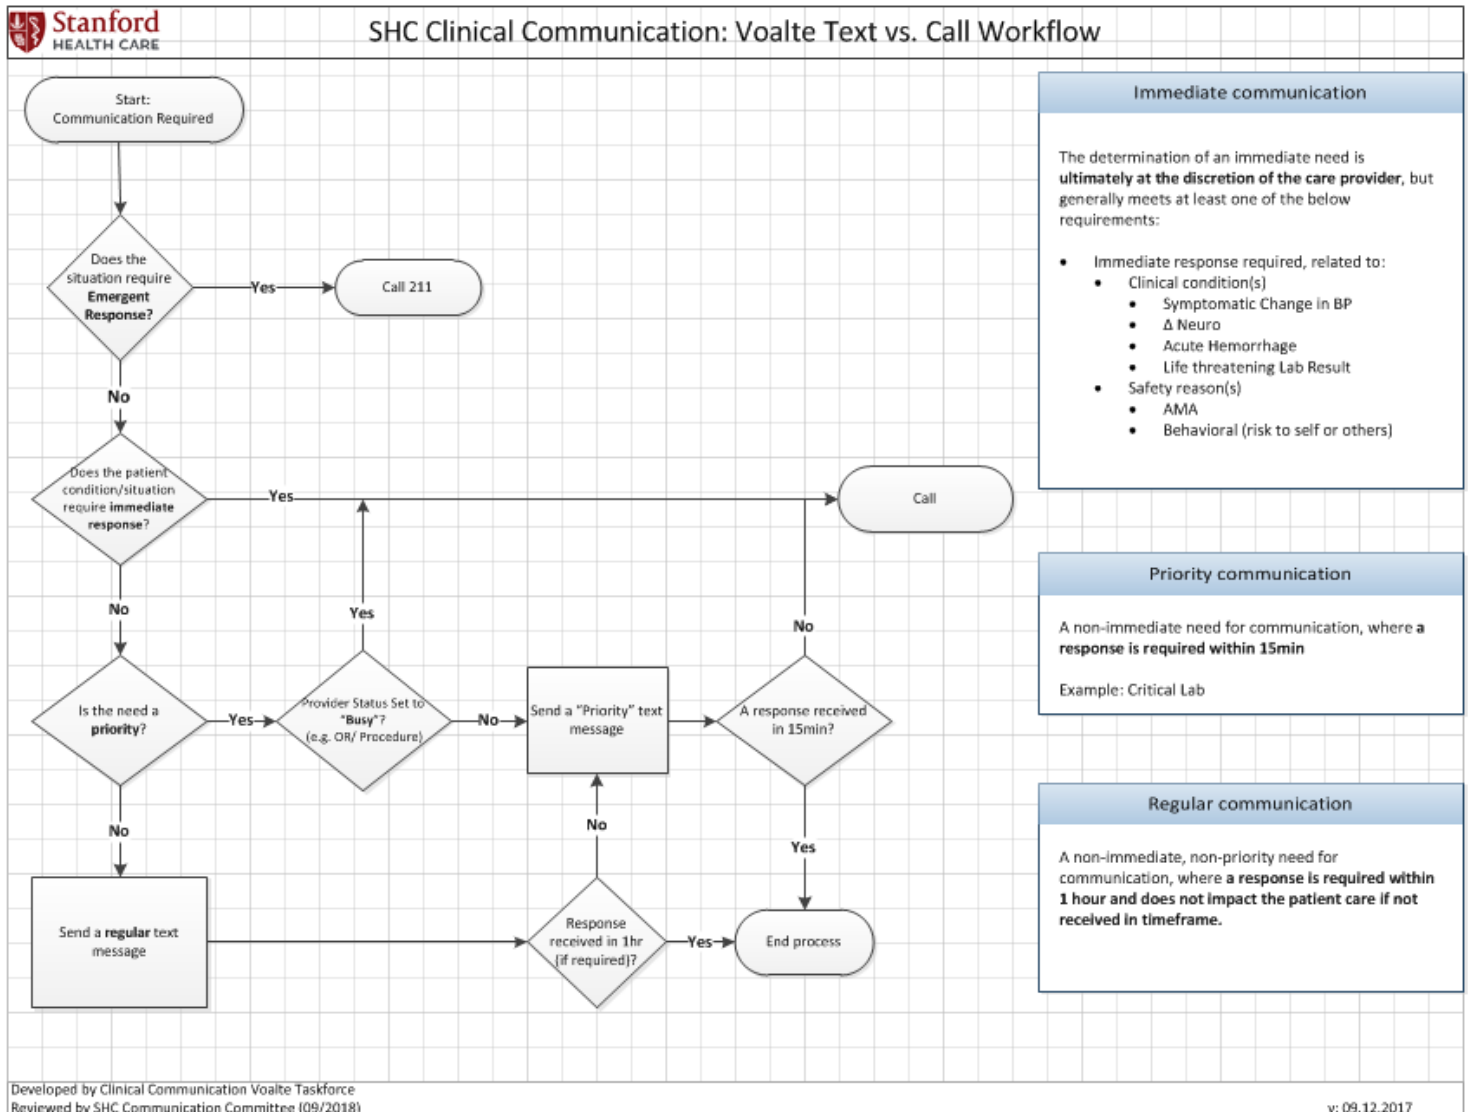 Stanford
HEALTH CARE
SHC Clinical Communication: Voalte Text vs. Call Workflow
Start:
Communication Required
Does the
situation require
Emergent
Response?
Yes
Call 211
No
Does the patient
condition/situation
require immediate
response?
Yes
Call
No
Is the need a
priority?
Yes
Provider Status Set to
"Busy"?
(e.g. OR/ Procedure)
Yes
No
Send a "Priority" text
message
A response received
in 15min?
No
Yes
No
Send a regular text
message
Response
received in 1hr
(if required)?
No
Yes
End process
Immediate communication
The determination of an immediate need is
ultimately at the discretion of the care provider, but
generally meets at least one of the below
requirements:
• Immediate response required, related to:
• Clinical condition(s)
• Symptomatic Change in BP
• Δ Neuro
• Acute Hemorrhage
• Life threatening Lab Result
• Safety reason(s)
• AMA
• Behavioral (risk to self or others)
Priority communication
A non-immediate need for communication, where a
response is required within 15min
Example: Critical Lab
Regular communication
A non-immediate, non-priority need for
communication, where a response is required within
1 hour and does not impact the patient care if not
received in timeframe.
Developed by Clinical Communication Voalte Taskforce
Reviewed by SHC Communication Committee (09/2018)
v: 09.12.2017